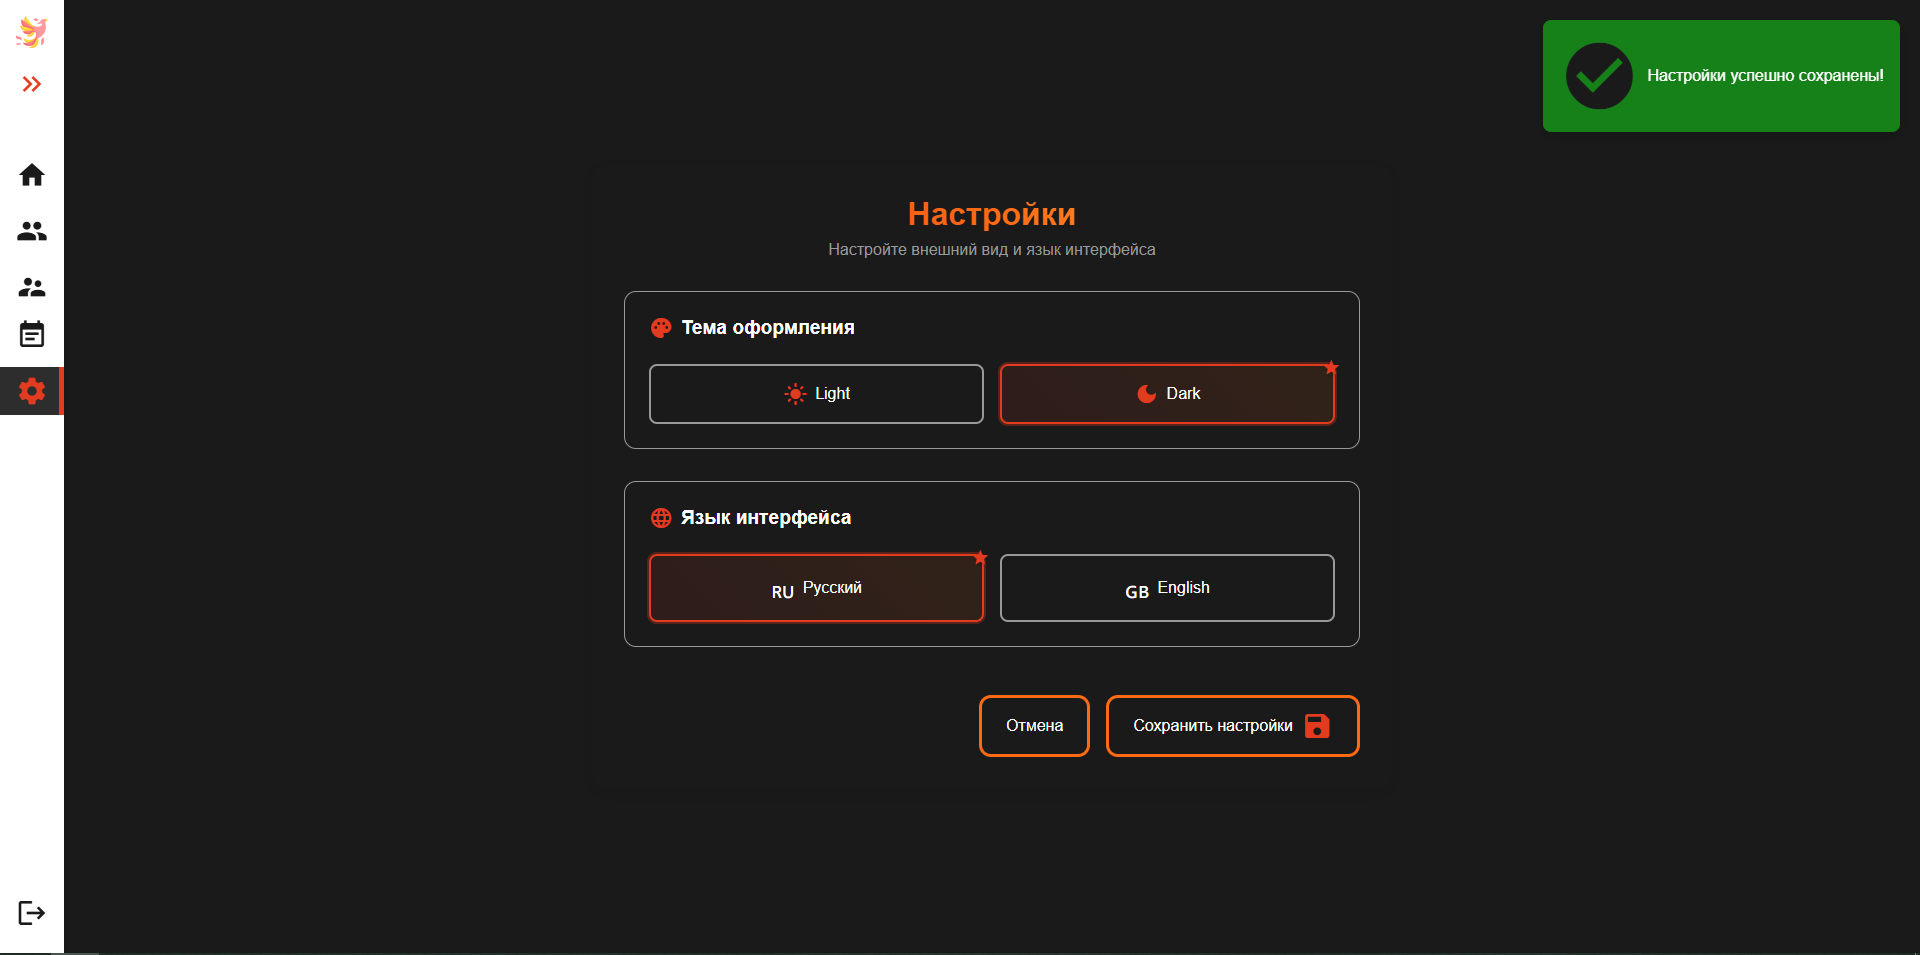 Настройки успешно сохранены!
Настройки
Настройте внешний вид и язык интерфейса
Тема оформления
Light
Dark
Язык интерфейса
RU Русский
GB English
Отмена
Сохранить настройки